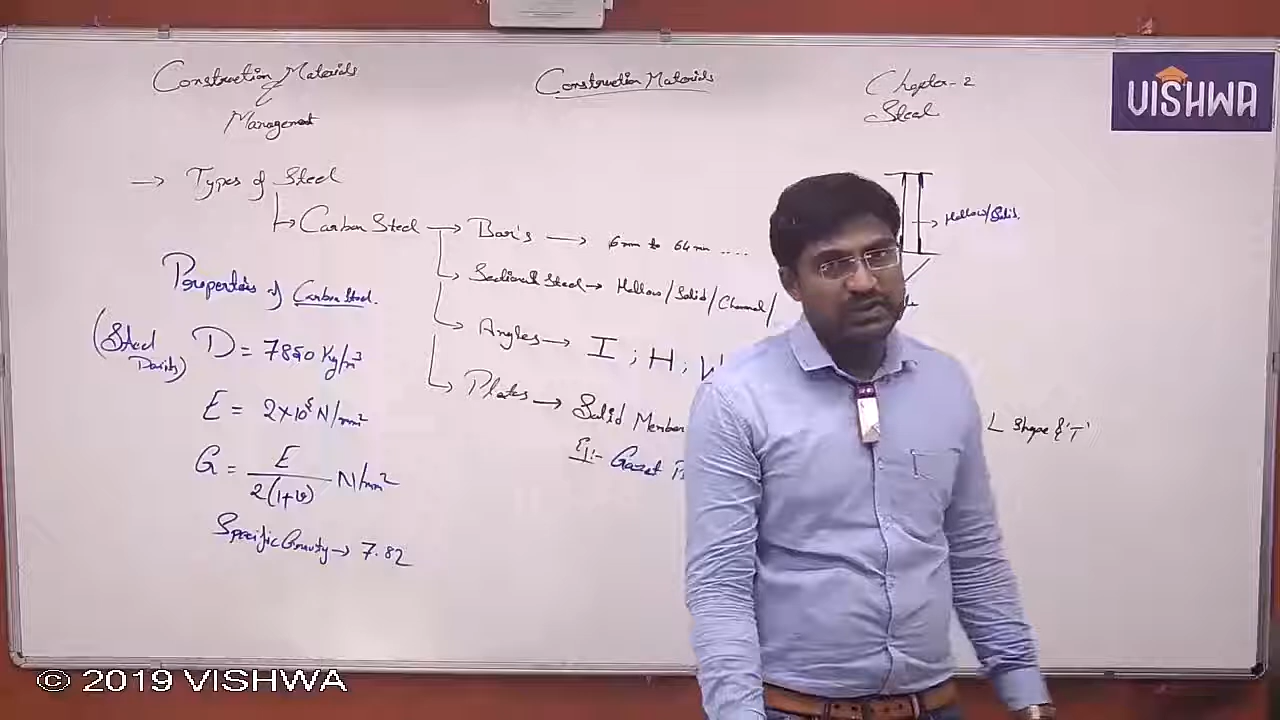 Construction Materials
&
Management
Construction Materials
Chapter-2
Steel
VISHWA
→ Types of Steel
Carbon Steel → Bar's → 6mm to 64mm ....
Sectional Steel → Hollow/Solid/Channel/
Angles → I ; H ;
Plates → Solid Member
Eg:- Gazet
Hollow/Solid.
L Shape & 'T'
Properties of Carbon Steel.
(Steel Density) D = 7850 Kg/m³
E = 2×10⁵ N/mm²
G = E / 2(1+υ) N/mm²
Specific Gravity → 7.82
© 2019 VISHWA